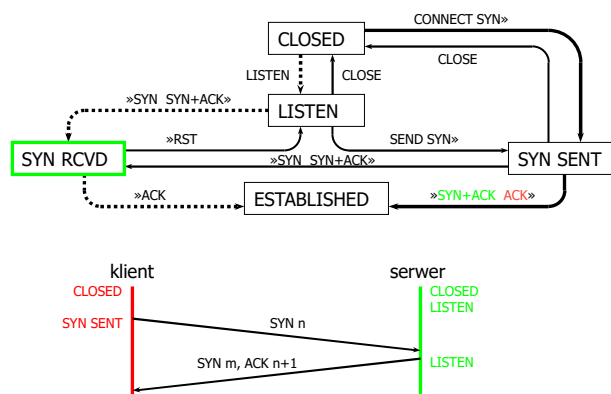 CONNECT SYN»
CLOSED
CLOSE
LISTEN
CLOSE
»SYN SYN+ACK»
LISTEN
»RST
SEND SYN»
SYN RCVD
»SYN SYN+ACK»
SYN SENT
»ACK
ESTABLISHED
»SYN+ACK ACK»
klient
serwer
CLOSED
CLOSED
LISTEN
SYN SENT
SYN n
SYN m, ACK n+1
LISTEN